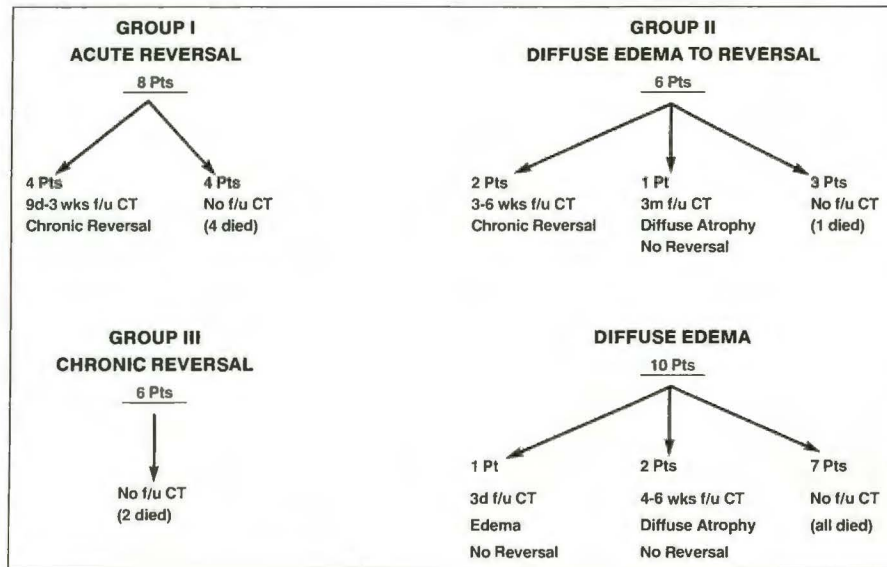 GROUP I
ACUTE REVERSAL
8 Pts
4 Pts
9d-3 wks f/u CT
Chronic Reversal
4 Pts
No f/u CT
(4 died)
GROUP II
DIFFUSE EDEMA TO REVERSAL
6 Pts
2 Pts
3-6 wks f/u CT
Chronic Reversal
1 Pt
3m f/u CT
Diffuse Atrophy
No Reversal
3 Pts
No f/u CT
(1 died)
GROUP III
CHRONIC REVERSAL
6 Pts
No f/u CT
(2 died)
DIFFUSE EDEMA
10 Pts
1 Pt
3d f/u CT
Edema
No Reversal
2 Pts
4-6 wks f/u CT
Diffuse Atrophy
No Reversal
7 Pts
No f/u CT
(all died)